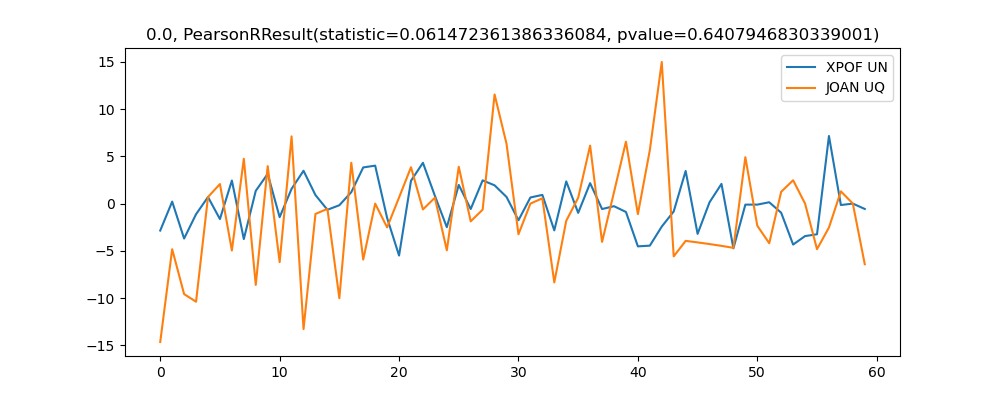 0.0, PearsonRResult(statistic=0.061472361386336084, pvalue=0.6407946830339001)
XPOF UN
JOAN UQ
15
10
5
0
−5
−10
−15
0 10 20 30 40 50 60